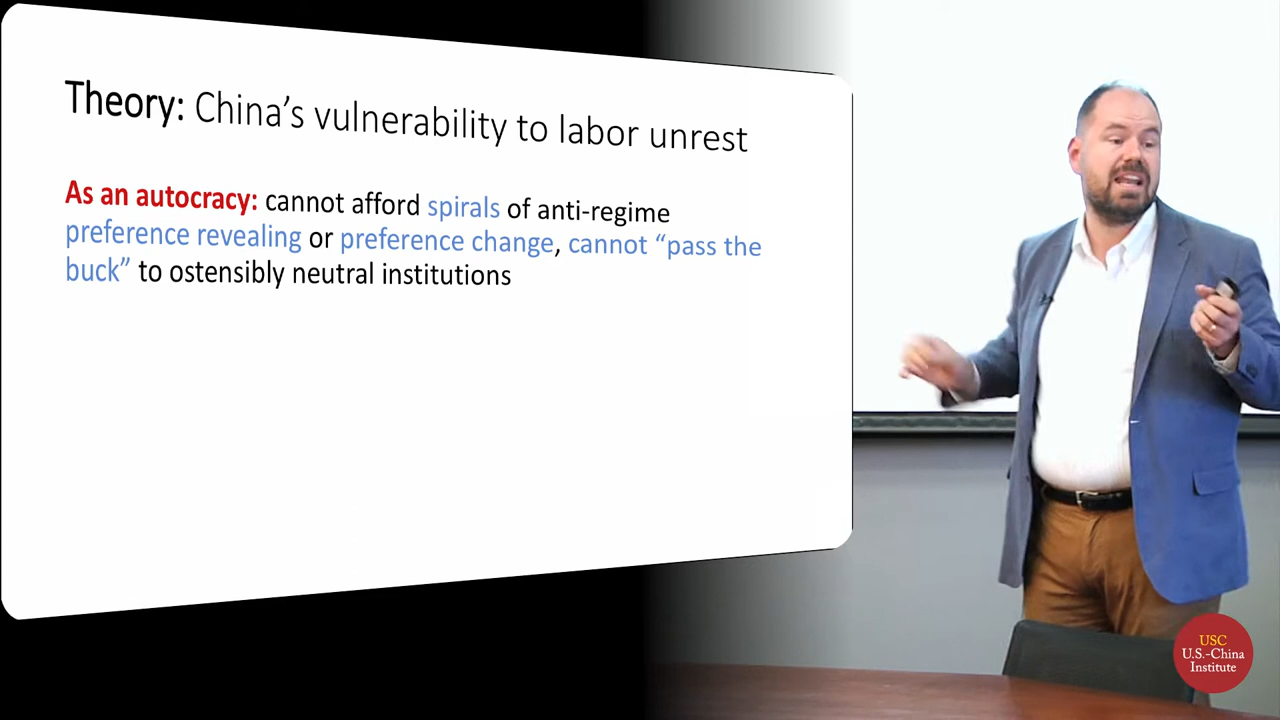 Theory: China's vulnerability to labor unrest
As an autocracy: cannot afford spirals of anti-regime
preference revealing or preference change, cannot “pass the
buck” to ostensibly neutral institutions
USC
U.S.-China
Institute